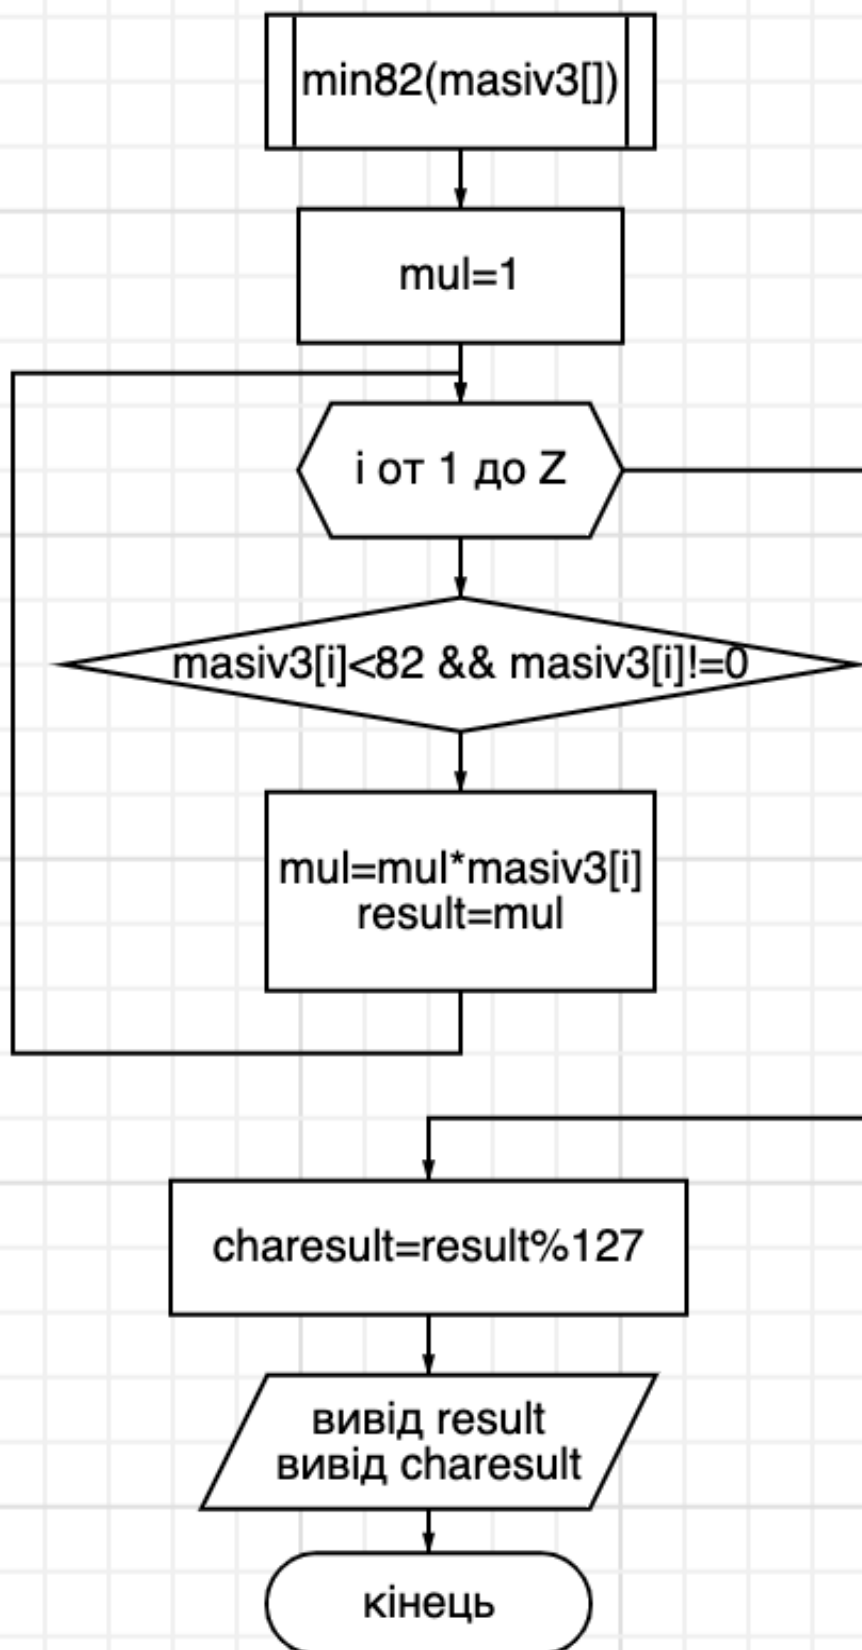 min82(masiv3[])
mul=1
i от 1 до Z
masiv3[i]<82 && masiv3[i]!=0
mul=mul*masiv3[i]
result=mul
charesult=result%127
вивід result
вивід charesult
кінець